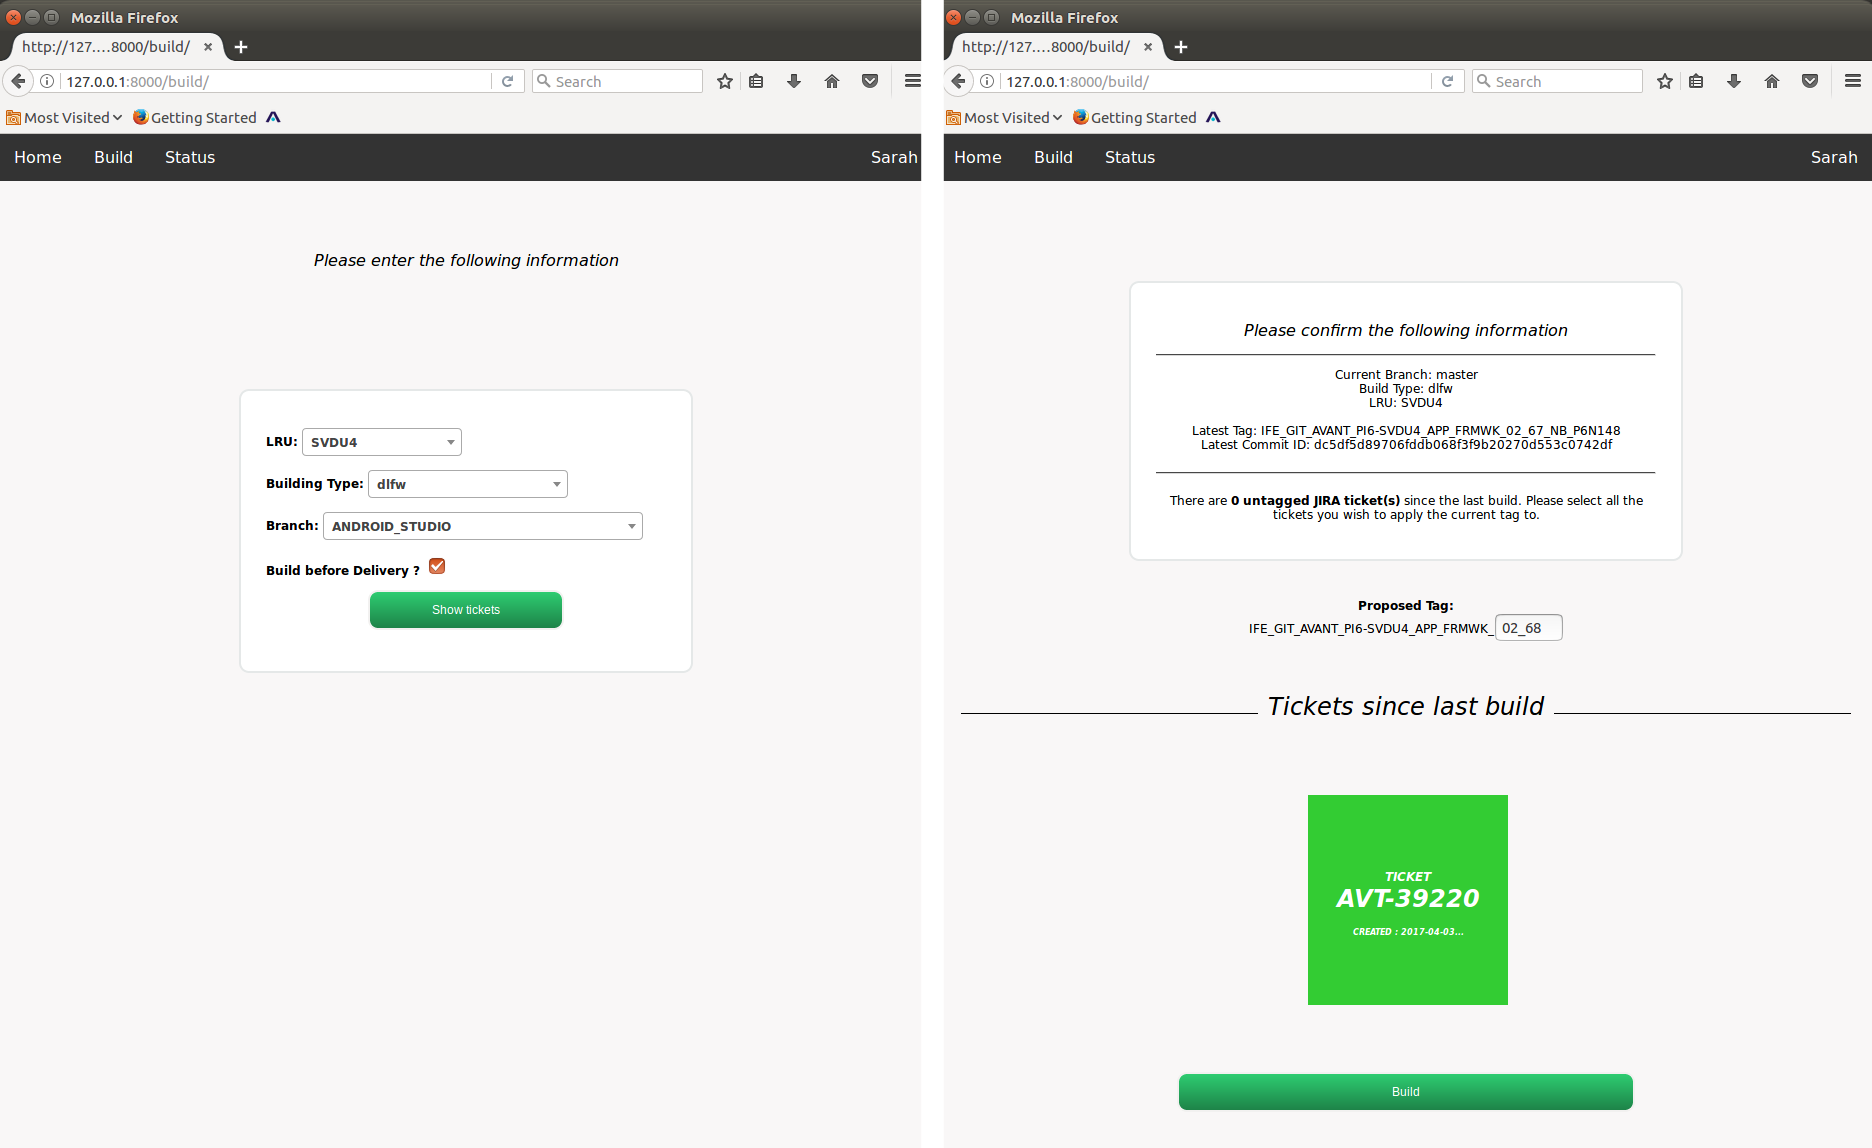 Mozilla Firefox
http://127....8000/build/
127.0.0.1:8000/build/
Search
Most Visited
Getting Started
Home Build Status Sarah
Please enter the following information
LRU: SVDU4
Building Type: dlfw
Branch: ANDROID_STUDIO
Build before Delivery ?
Show tickets
Mozilla Firefox
http://127....8000/build/
127.0.0.1:8000/build/
Search
Most Visited
Getting Started
Home Build Status Sarah
Please confirm the following information
Current Branch: master
Build Type: dlfw
LRU: SVDU4
Latest Tag: IFE_GIT_AVANT_PI6-SVDU4_APP_FRMWK_02_67_NB_P6N148
Latest Commit ID: dc5df5d89706fddb068f3f9b20270d553c0742df
There are 0 untagged JIRA ticket(s) since the last build. Please select all the
tickets you wish to apply the current tag to.
Proposed Tag:
IFE_GIT_AVANT_PI6-SVDU4_APP_FRMWK_ 02_68
Tickets since last build
TICKET
AVT-39220
CREATED : 2017-04-03...
Build